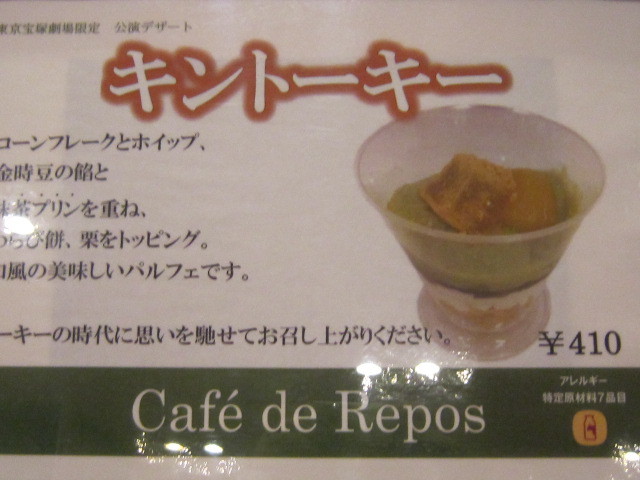 東京宝塚劇場限定 公演デザート
キントーキー
コーンフレークとホイップ、
金時豆の餡と
抹茶プリンを重ね、
わらび餅、栗をトッピング。
和風の美味しいパルフェです。
ーキーの時代に思いを馳せてお召し上がりください。
￥410
アレルギー
特定原材料7品目
Café de Repos